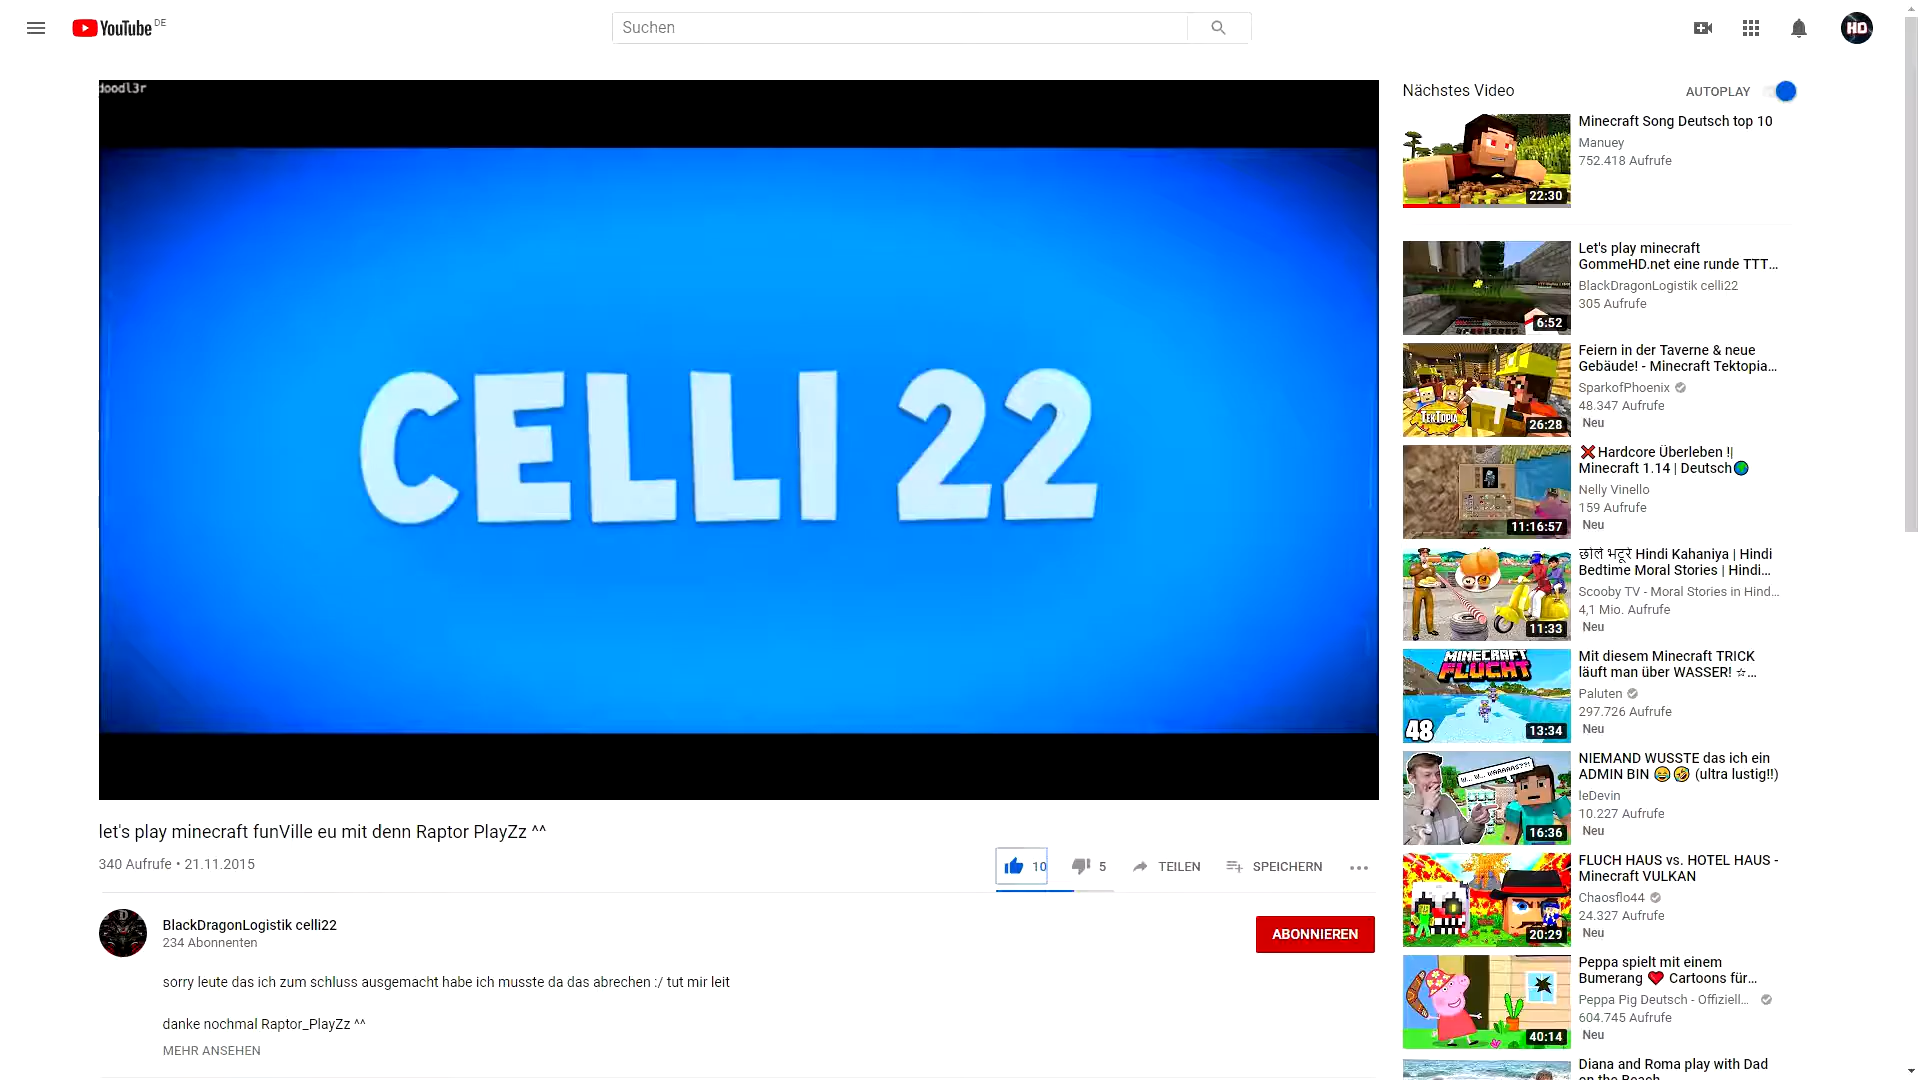 YouTube DE
Suchen
HD
doodl3r
CELLI 22
let's play minecraft funVille eu mit denn Raptor PlayZz ^^
340 Aufrufe • 21.11.2015
10
5
TEILEN
SPEICHERN
BlackDragonLogistik celli22
234 Abonnenten
ABONNIEREN
sorry leute das ich zum schluss ausgemacht habe ich musste da das abrechen :/ tut mir leit
danke nochmal Raptor_PlayZz ^^
MEHR ANSEHEN
Nächstes Video
AUTOPLAY
22:30
Minecraft Song Deutsch top 10
Manuey
752.418 Aufrufe
6:52
Let's play minecraft
GommeHD.net eine runde TTT...
BlackDragonLogistik celli22
305 Aufrufe
TEKTOPIA
26:28
Feiern in der Taverne & neue
Gebäude! - Minecraft Tektopia...
SparkofPhoenix
48.347 Aufrufe
Neu
11:16:57
❌Hardcore Überleben !|
Minecraft 1.14 | Deutsch🌍
Nelly Vinello
159 Aufrufe
Neu
11:33
छोले भटूरे Hindi Kahaniya | Hindi
Bedtime Moral Stories | Hindi...
Scooby TV - Moral Stories in Hind...
4,1 Mio. Aufrufe
Neu
MINECRAFT
FLUCHT
48
13:34
Mit diesem Minecraft TRICK
läuft man über WASSER! ☆...
Paluten
297.726 Aufrufe
Neu
W... W... WAAAAAS??!
16:36
NIEMAND WUSSTE das ich ein
ADMIN BIN 😂🤣 (ultra lustig!!)
leDevin
10.227 Aufrufe
Neu
20:29
FLUCH HAUS vs. HOTEL HAUS -
Minecraft VULKAN
Chaosflo44
24.327 Aufrufe
Neu
40:14
Peppa spielt mit einem
Bumerang ❤️ Cartoons für...
Peppa Pig Deutsch - Offiziell...
604.745 Aufrufe
Neu
Diana and Roma play with Dad
on the Beach